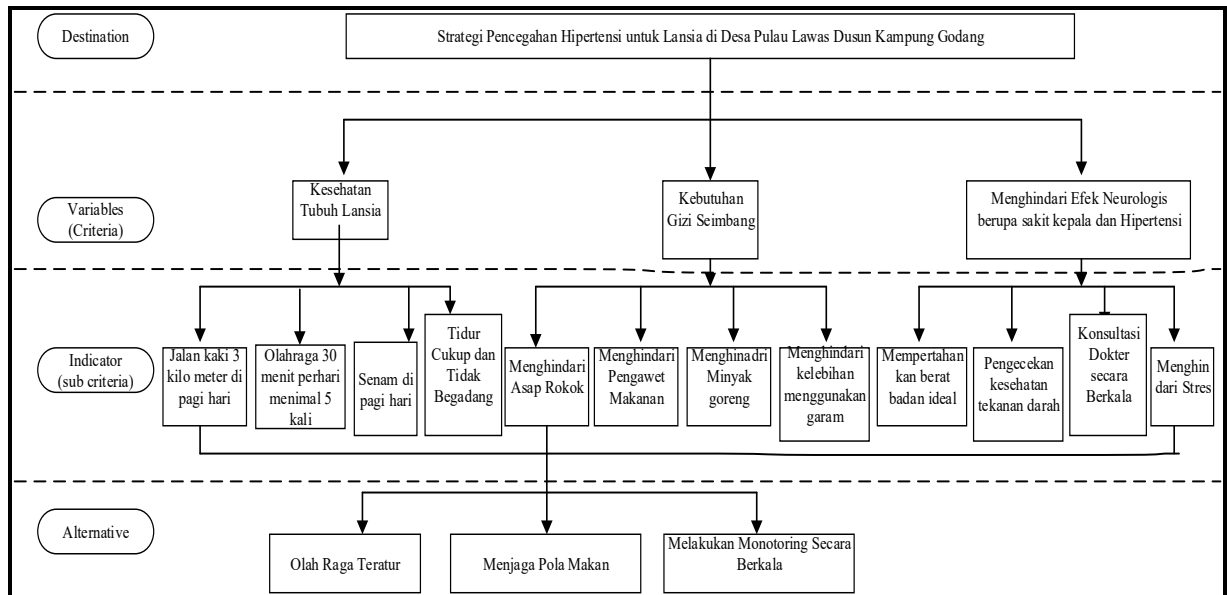 Destination
Strategi Pencegahan Hipertensi untuk Lansia di Desa Pulau Lawas Dusun Kampung Godang
Variables
(Criteria)
Kesehatan
Tubuh Lansia
Kebutuhan
Gizi Seimbang
Menghindari Efek Neurologis
berupa sakit kepala dan Hipertensi
Indicator
(sub criteria)
Jalan kaki 3
kilo meter di
pagi hari
Olahraga 30
menit perhari
menimal 5
kali
Senam di
pagi hari
Tidur
Cukup dan
Tidak
Begadang
Menghindari
Asap Rokok
Menghindari
Pengawet
Makanan
Menghinadri
Minyak
goreng
Menghindari
kelebihan
menggunakan
garam
Mempertahan
kan berat
badan ideal
Pengecekan
kesehatan
tekanan darah
Konsultasi
Dokter
secara
Berkala
Menghin
dari Stres
Alternative
Olah Raga Teratur
Menjaga Pola Makan
Melakukan Monotoring Secara
Berkala